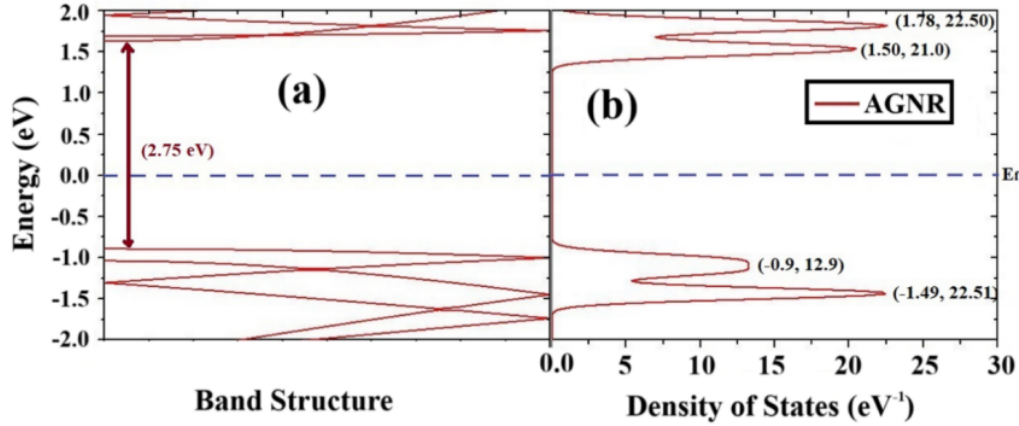 2.0
1.5
1.0
0.5
0.0
-0.5
-1.0
-1.5
-2.0
Energy (eV)
(a)
(2.75 eV)
Band Structure
(b)
AGNR
(1.78, 22.50)
(1.50, 21.0)
(-0.9, 12.9)
(-1.49, 22.51)
0.0 5 10 15 20 25 30
Density of States (eV⁻¹)